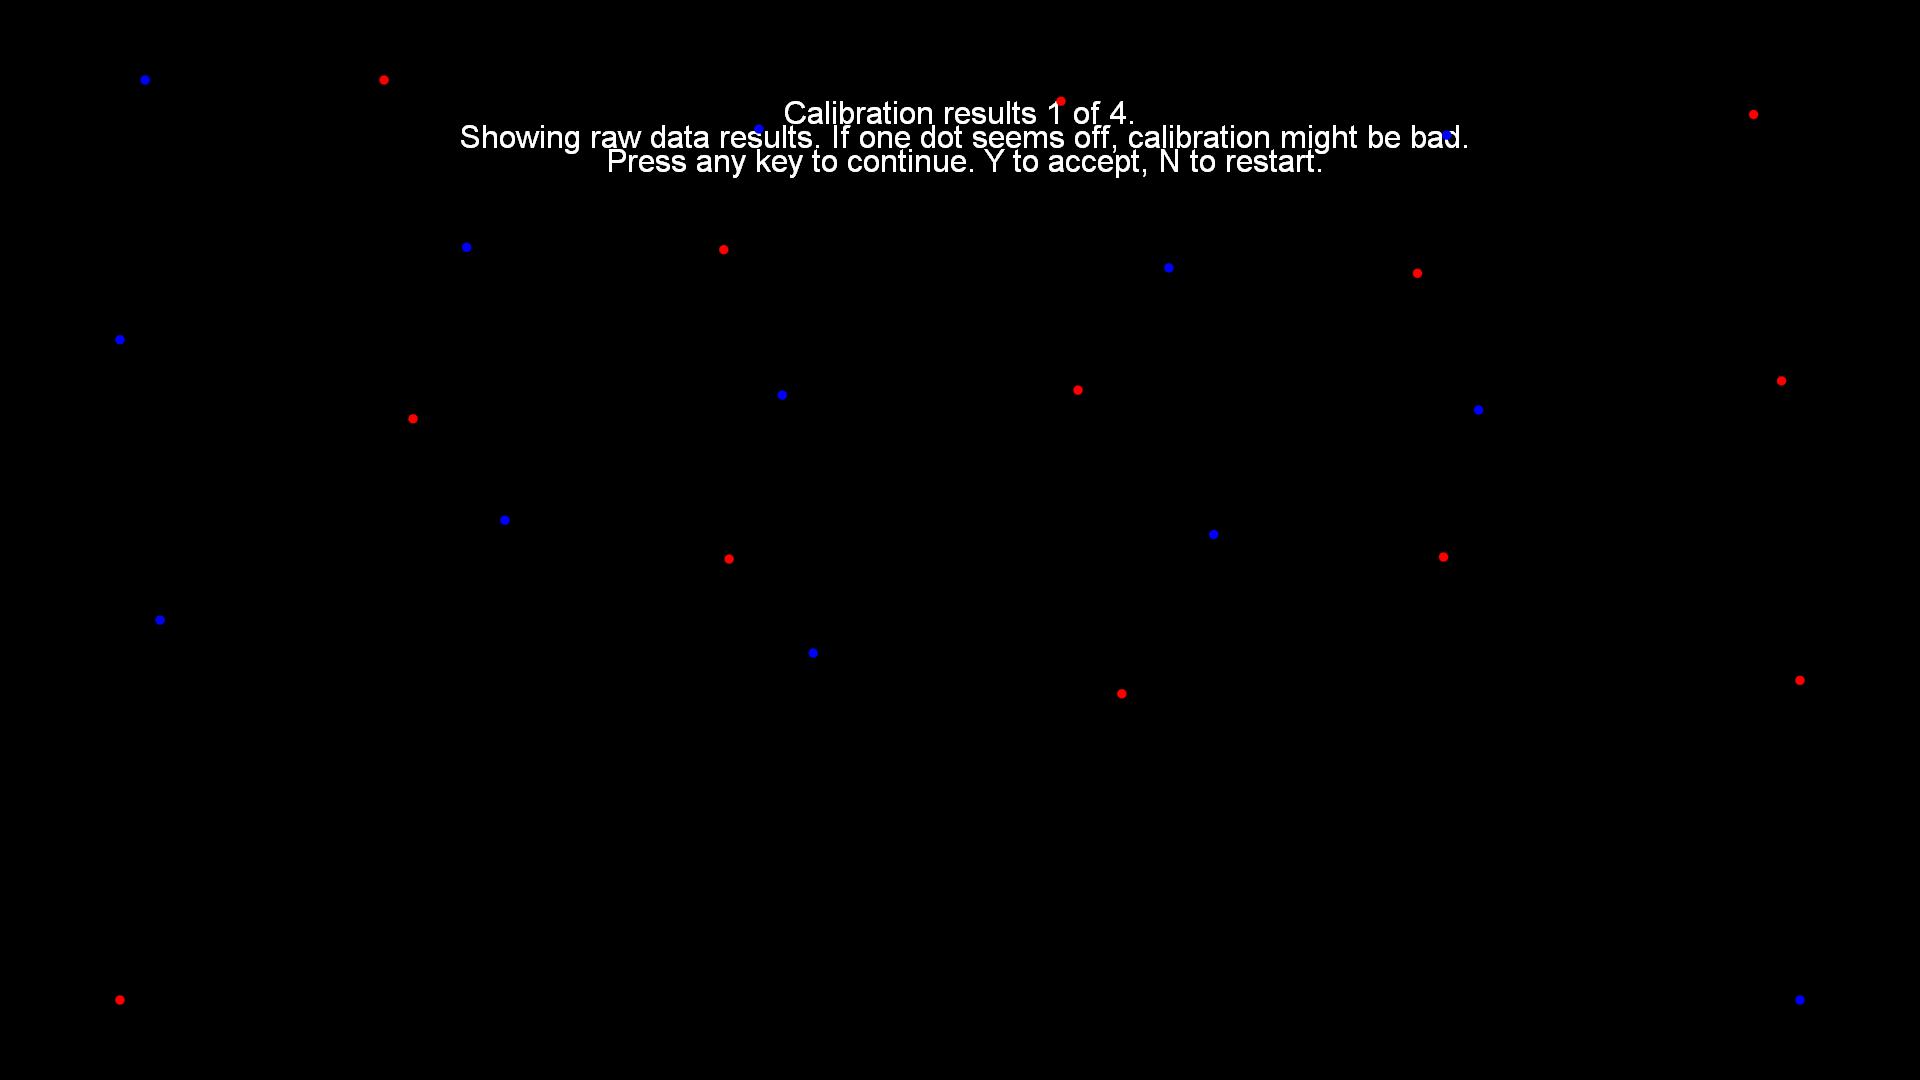 Calibration results 1 of 4.
Showing raw data results. If one dot seems off, calibration might be bad.
Press any key to continue. Y to accept, N to restart.